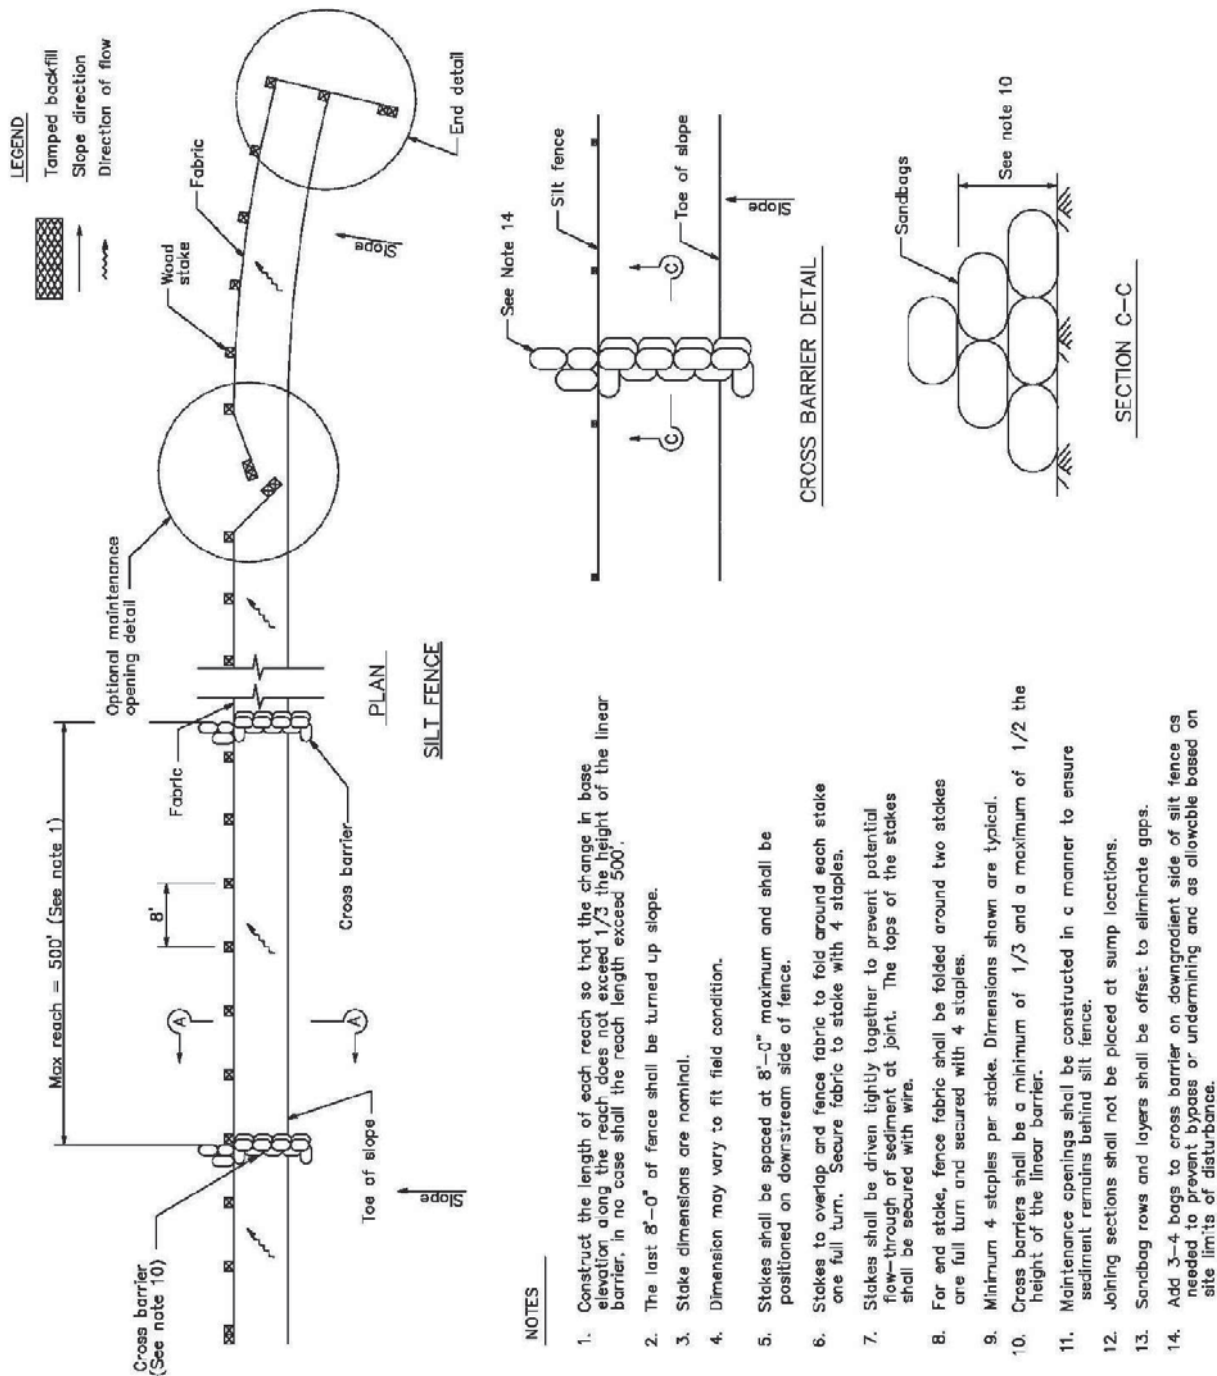 LEGEND
Tamped backfill
Slope direction
Direction of flow
Max reach = 500' (See note 1)
8'
Cross barrier
(See note 10)
A
A
Slope
Toe of slope
Fabric
Cross barrier
Optional maintenance
opening detail
Wood
stake
Fabric
Slope
End detail
PLAN
SILT FENCE
See Note 14
Silt fence
C
C
Toe of slope
Slope
CROSS BARRIER DETAIL
Sandbags
See note 10
SECTION C-C
NOTES
1. Construct the length of each reach so that the change in base
elevation along the reach does not exceed 1/3 the height of the linear
barrier. in no case shall the reach length exceed 500'.
2. The last 8'-0" of fence shall be turned up slope.
3. Stake dimensions are nominal.
4. Dimension may vary to fit field condition.
5. Stakes shall be spaced at 8'-0" maximum and shall be
positioned on downstream side of fence.
6. Stakes to overlap and fence fabric to fold around each stake
one full turn. Secure fabric to stake with 4 staples.
7. Stakes shall be driven tightly together to prevent potential
flow-through of sediment at joint. The tops of the stakes
shall be secured with wire.
8. For end stake, fence fabric shall be folded around two stakes
one full turn and secured with 4 staples.
9. Minimum 4 staples per stake. Dimensions shown are typical.
10. Cross barriers shall be a minimum of 1/3 and a maximum of 1/2 the
height of the linear barrier.
11. Maintenance openings shall be constructed in a manner to ensure
sediment remains behind silt fence.
12. Joining sections shall not be placed at sump locations.
13. Sandbag rows and layers shall be offset to eliminate gaps.
14. Add 3-4 bags to cross barrier on downgradient side of silt fence as
needed to prevent bypass or undermining and as allowable based on
site limits of disturbance.